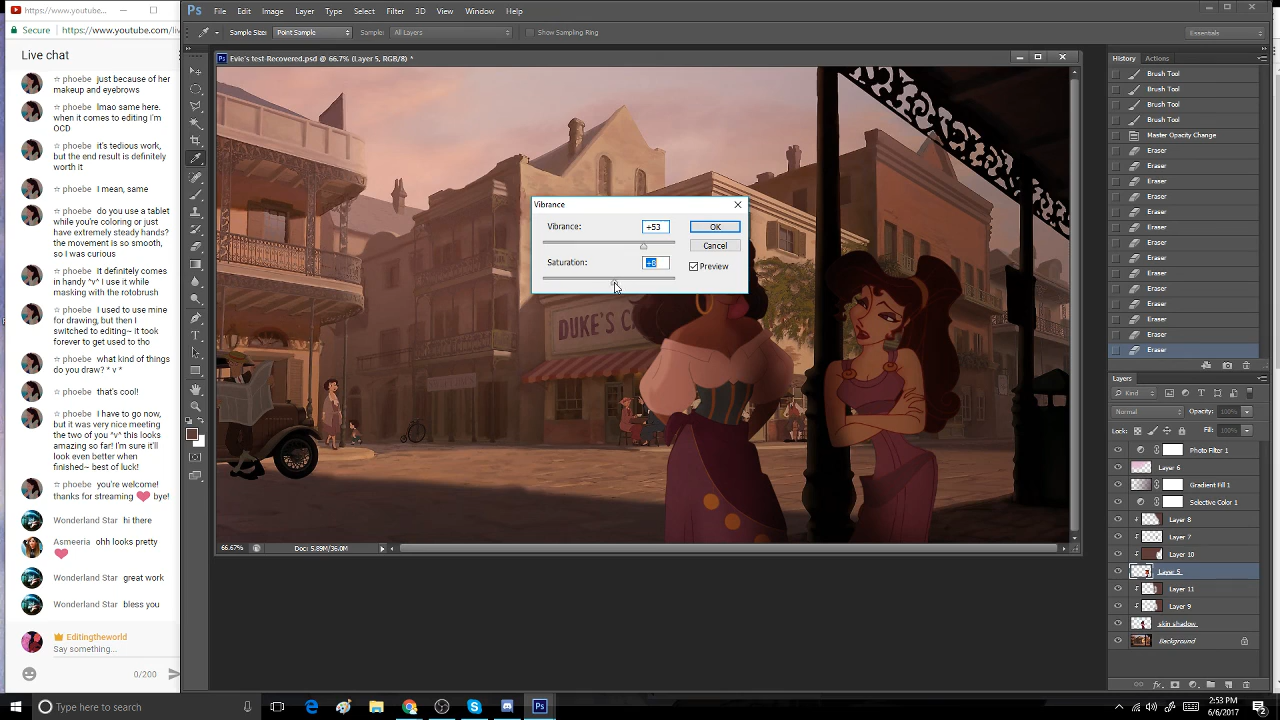 https://www.youtube.com/
Secure https://www.youtube.com/liv
Live chat
☆ phoebe just because of her
makeup and eyebrows
☆ phoebe lmao same here.
when it comes to editing I'm
OCD
☆ phoebe it's tedious work,
but the end result is definitely
worth it
☆ phoebe I mean, same
☆ phoebe do you use a tablet
while you're coloring or just
have extremely steady hands?
the movement is so smooth,
so I was curious
☆ phoebe it definitely comes
in handy ^v^ I use it while
masking with the rotobrush
☆ phoebe I used to use mine
for drawing, but then I
switched to editing~ It took
forever to get used to tho
☆ phoebe what kind of things
do you draw? * v *
☆ phoebe that's cool!
☆ phoebe I have to go now,
but it was very nice meeting
the two of you ^v^ this looks
amazing so far! I'm sure it'll
look even better when
finished~ best of luck!
☆ phoebe you're welcome!
thanks for streaming ❤ bye!
Wonderland Star hi there
Asmeeria ohh looks pretty
❤
Wonderland Star great work
Wonderland Star bless you
Editingtheworld
Say something...
0/200
Ps File Edit Image Layer Type Select Filter 3D View Window Help
Sample Size: Point Sample Sample: All Layers Show Sampling Ring Essentials
Evie's test-Recovered.psd @ 66.7% (Layer 5, RGB/8) *
Vibrance
Vibrance: +53 OK
Cancel
Saturation: +8 Preview
DUKE'S CA
66.67% Doc: 5.89M/36.0M
History Actions
Brush Tool
Brush Tool
Brush Tool
Brush Tool
Master Opacity Change
Eraser
Eraser
Eraser
Eraser
Eraser
Eraser
Eraser
Eraser
Eraser
Eraser
Eraser
Eraser
Eraser
Eraser
Layers
Kind
Normal Opacity: 100%
Lock: Fill: 100%
Photo Filter 1
Layer 6
Gradient Fill 1
Selective Color 1
Layer 8
Layer 7
Layer 10
Layer 5
Layer 11
Layer 9
skin shadow
Background
Type here to search
2:53 PM
6/6/2017